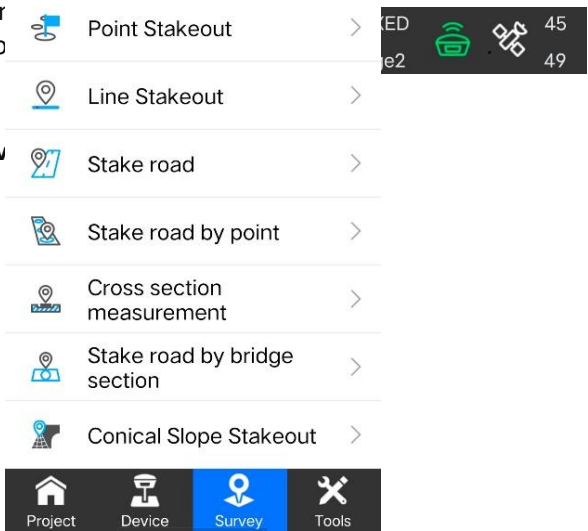 Point Stakeout
45
49
Line Stakeout
Stake road
Stake road by point
Cross section
measurement
Stake road by bridge
section
Conical Slope Stakeout
Project Device Survey Tools